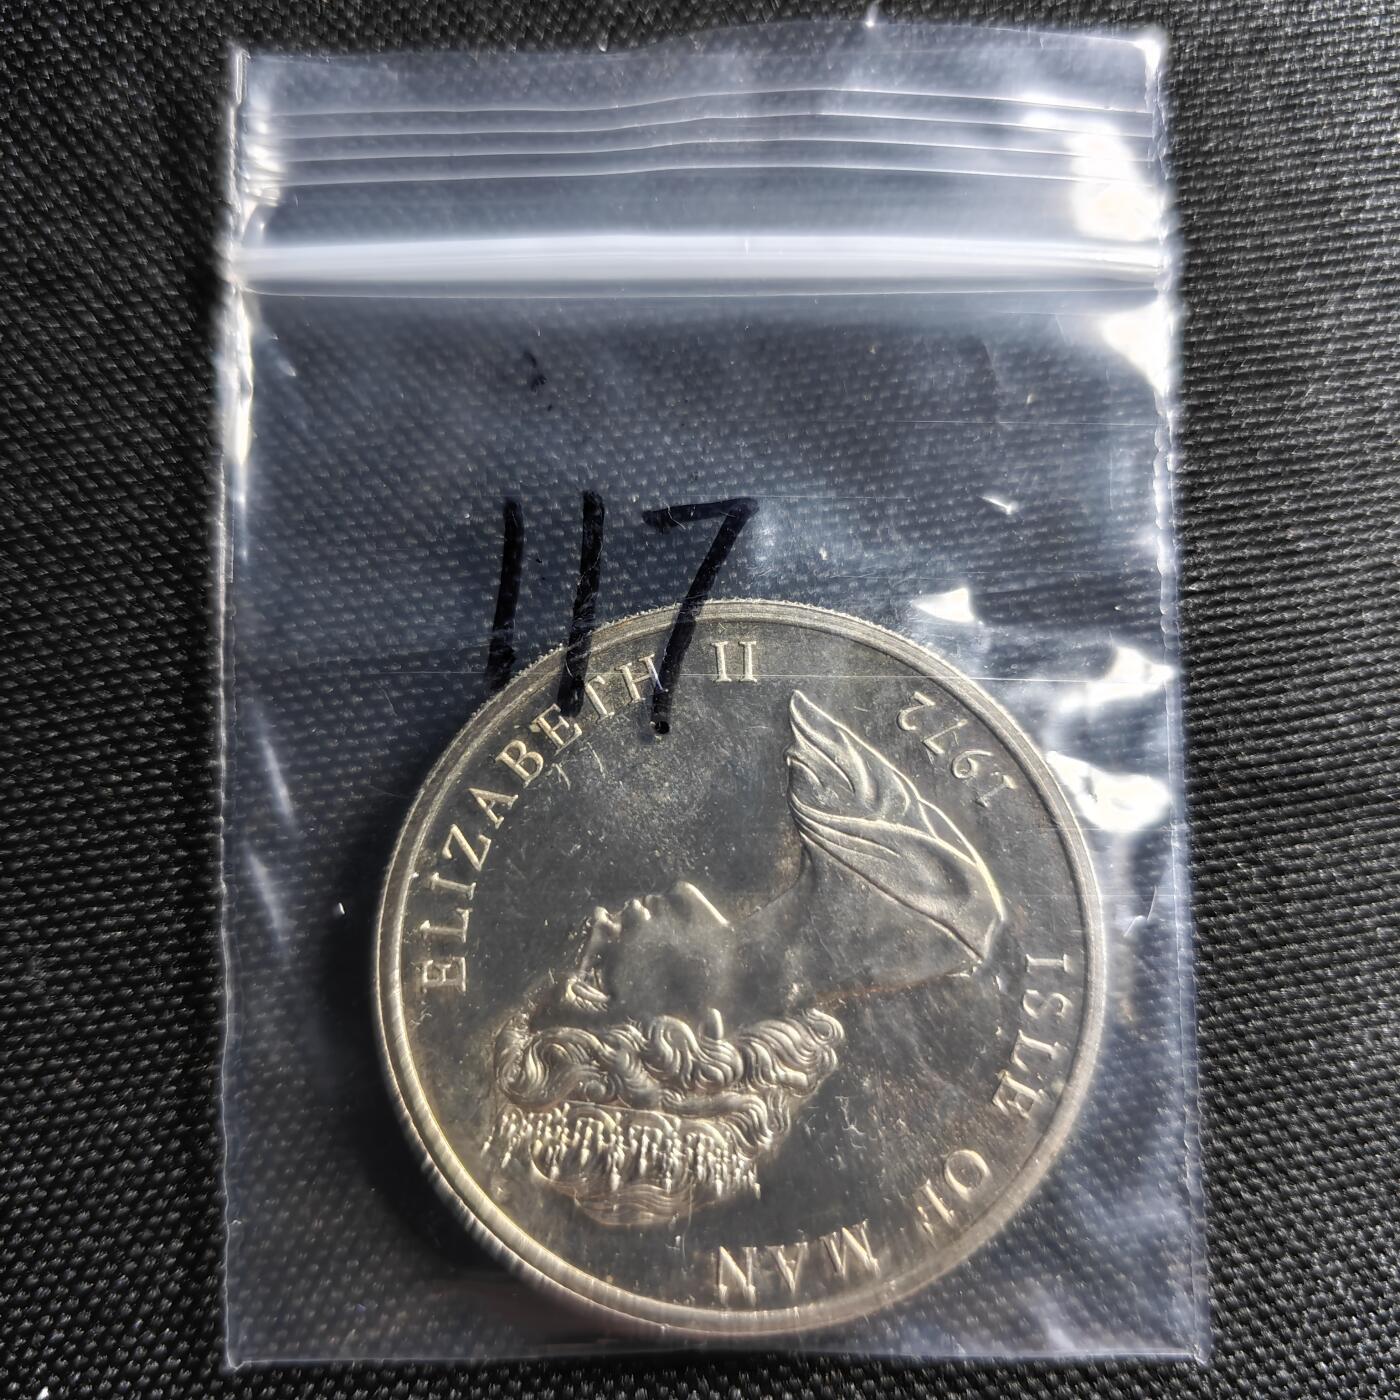 117
ELIZABETH II
ISLE OF MAN
1972